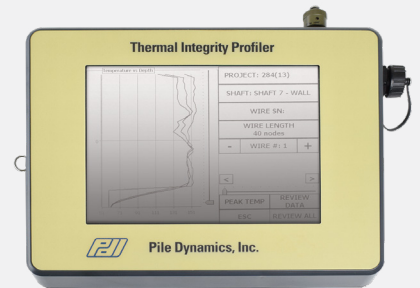 Thermal Integrity Profiler
Temperature vs Depth
PROJECT: 284(13)
SHAFT: SHAFT 7 - WALL
WIRE SN:
WIRE LENGTH
40 nodes
- WIRE #: 1 +
< >
PEAK TEMP
REVIEW
DATA
ESC
REVIEW ALL
PDI
Pile Dynamics, Inc.